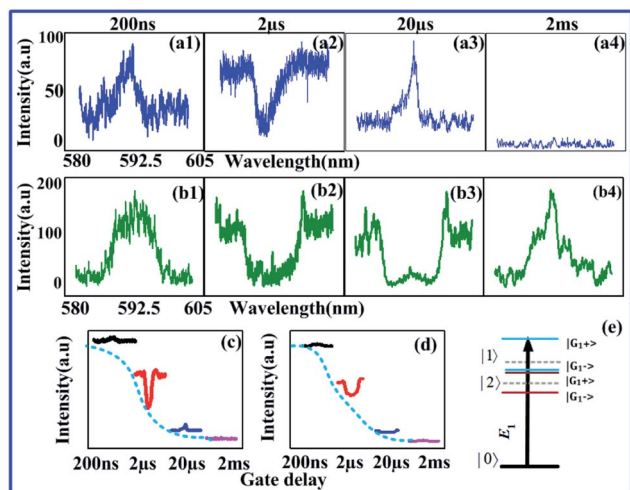 200ns 2μs 20μs 2ms
Intensity(a.u)
100
50
0
(a1) (a2) (a3) (a4)
580 592.5 605 Wavelength(nm)
Intensity(a.u)
200
100
0
(b1) (b2) (b3) (b4)
580 592.5 605 Wavelength(nm)
Intensity(a.u)
(c)
200ns 2μs 20μs 2ms
Intensity(a.u)
(d)
200ns 2μs 20μs 2ms
Gate delay
(e)
|G₁+>
|1⟩
|G₁->
|2⟩
|G₁+>
|G₁->
E₁
|0⟩